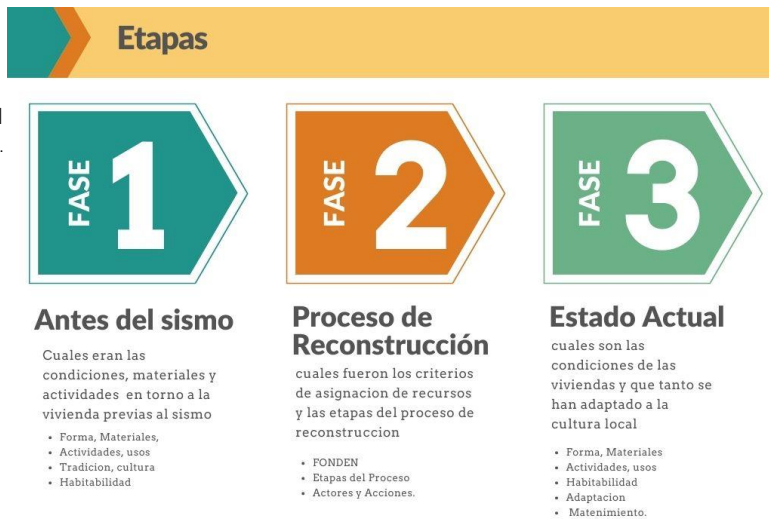 Etapas
FASE 1
Antes del sismo
Cuales eran las
condiciones, materiales y
actividades en torno a la
vivienda previas al sismo
• Forma, Materiales,
• Actividades, usos
• Tradicion, cultura
• Habitabilidad
FASE 2
Proceso de
Reconstrucción
cuales fueron los criterios
de asignacion de recursos
y las etapas del proceso de
reconstruccion
• FONDEN
• Etapas del Proceso
• Actores y Acciones.
FASE 3
Estado Actual
cuales son las
condiciones de las
viviendas y que tanto se
han adaptado a la
cultura local
• Forma, Materiales
• Actividades, usos
• Habitabilidad
• Adaptacion
• Matenimiento.